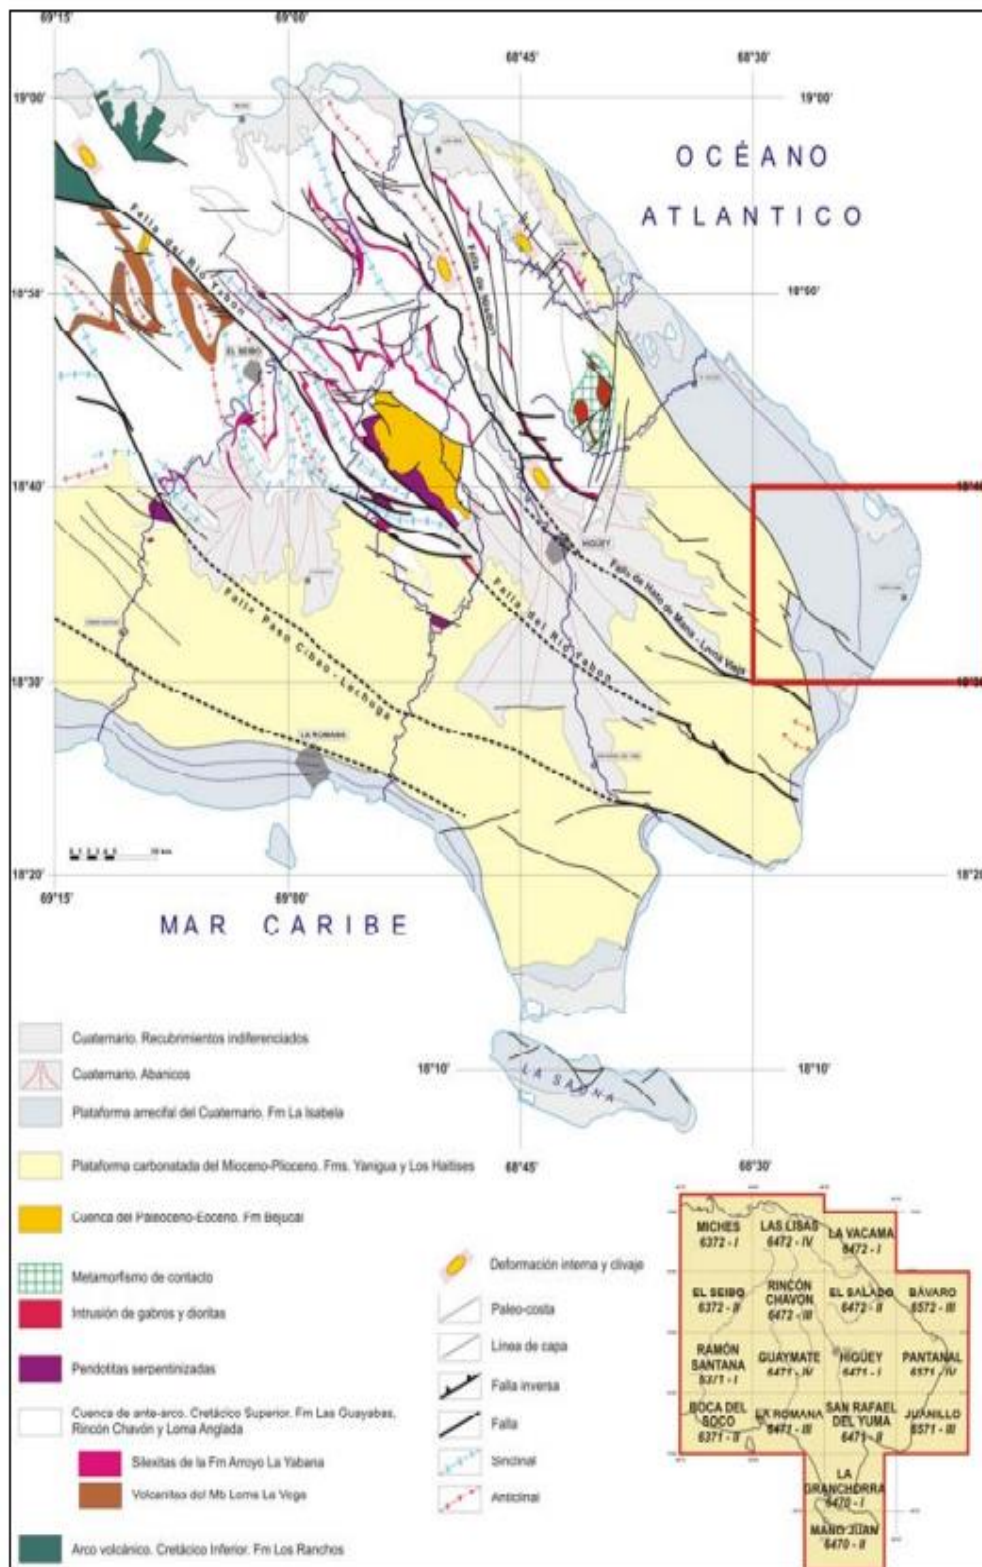 69°15'
69°00'
68°45'
68°30'
19°00'
19°00'
OCÉANO
ATLANTICO
Falla del Río Yabón
18°50'
EL SEIBO
18°40'
HIGÜEY
Falla de Hato de Mana - Loma Vieja
Falla del Río Yabón
Falla Paso Cibao - Lechuga
18°30'
LA ROMANA
18°20'
18°20'
69°15'
69°00'
MAR CARIBE
18°10'
18°10'
LA SAONA
68°45'
68°30'
Cuaternario. Recubrimientos indiferenciados
Cuaternario. Abanicos
Plataforma arrecifal del Cuaternario. Fm La Isabela
Plataforma carbonatada del Mioceno-Plioceno. Fms. Yanigua y Los Haitises
Cuenca del Paleoceno-Eoceno. Fm Bejucal
Metamorfismo de contacto
Intrusión de gabros y dioritas
Peridotitas serpentinizadas
Cuenca de ante-arco. Cretácico Superior. Fm Las Guayabas,
Rincón Chavón y Loma Anglada
Silexitas de la Fm Arroyo La Yabana
Volcanitas del Mb Loma La Vega
Arco volcánico. Cretácico Inferior. Fm Los Ranchos
Deformación interna y clivaje
Paleo-costa
Línea de capa
Falla inversa
Falla
Sinclinal
Anticlinal
MICHES
6372 - I
LAS LISAS
6472 - IV
LA VACAMA
6472 - I
EL SEIBO
6372 - II
RINCÓN
CHAVON
6472 - III
EL SALADO
6472 - II
BÁVARO
6572 - III
RAMÓN
SANTANA
6371 - I
GUAYMATE
6471 - IV
HIGÜEY
6471 - I
PANTANAL
6571 - IV
BOCA DEL
SOCO
6371 - II
LA ROMANA
6471 - III
SAN RAFAEL
DEL YUMA
6471 - II
JUANILLO
6571 - III
LA
GRANCHORRA
6470 - I
MANO JUAN
6470 - II